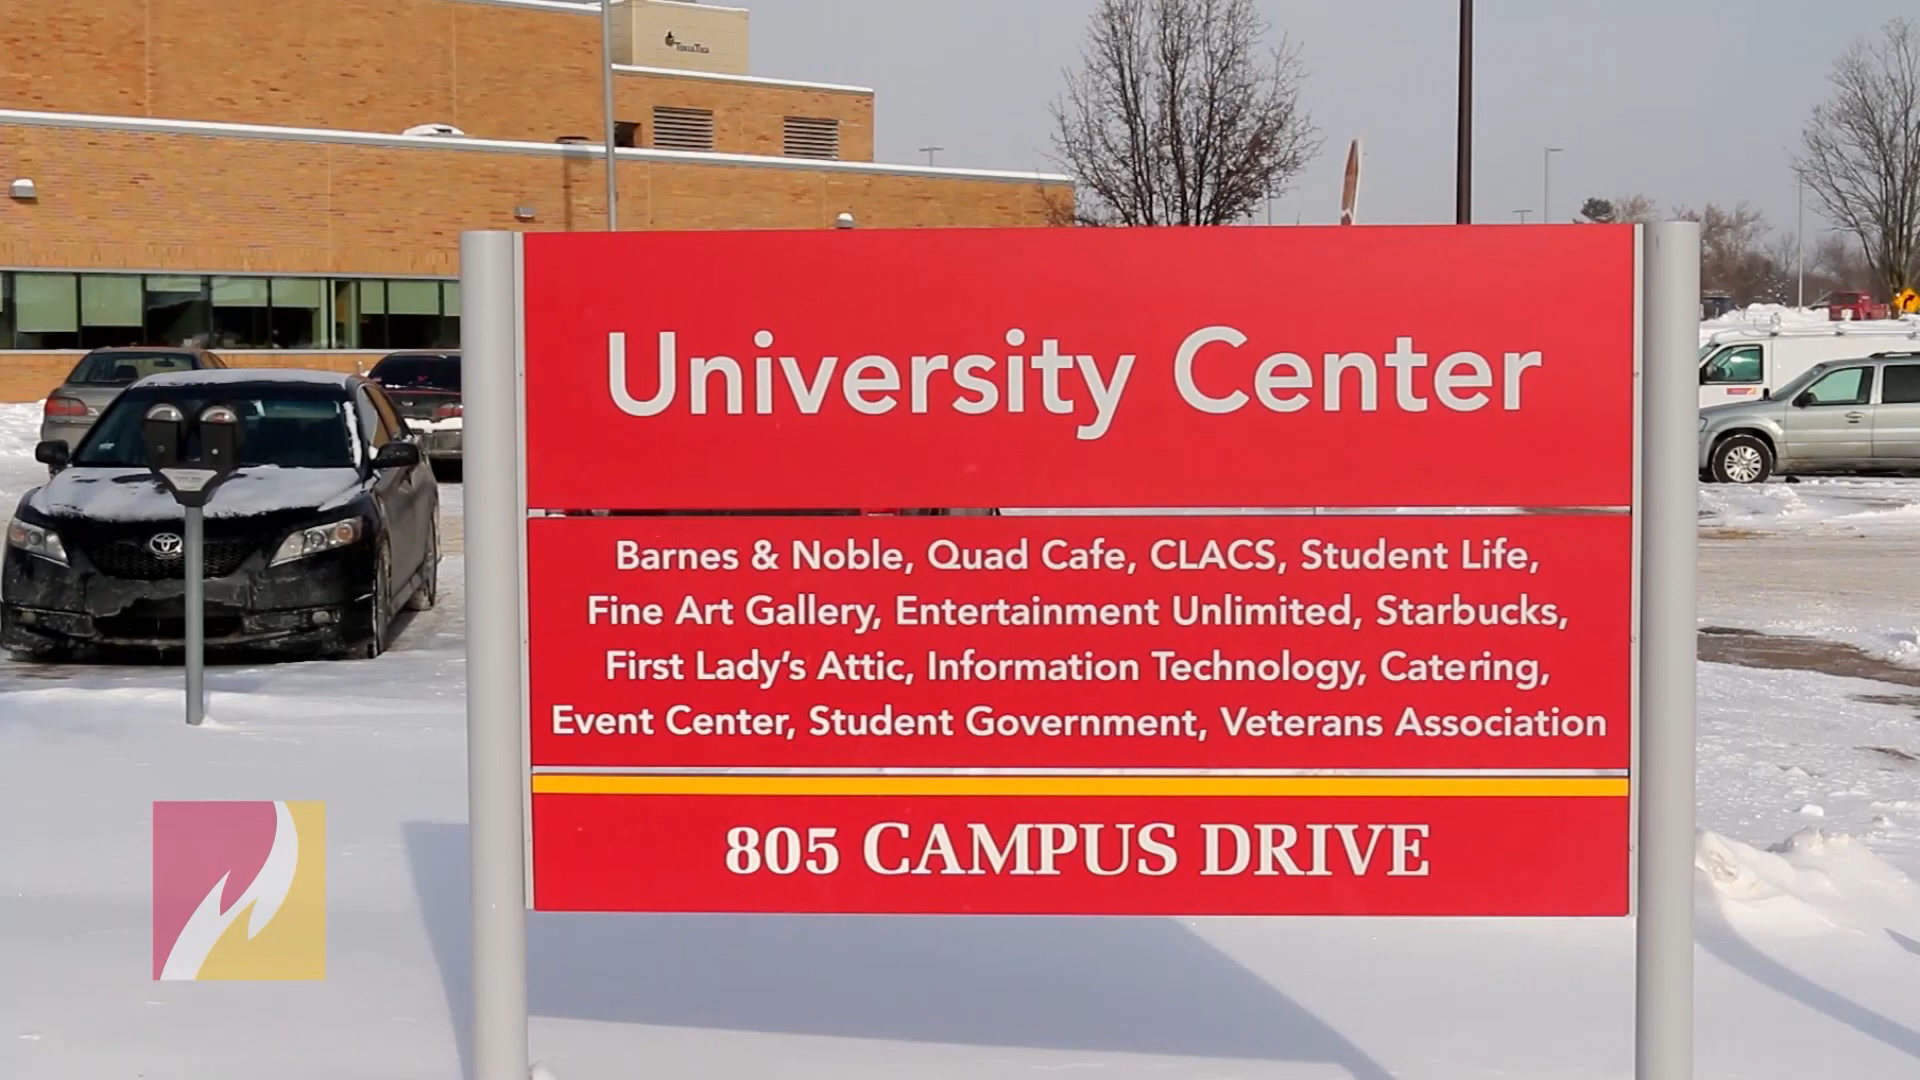 University Center
Barnes & Noble, Quad Cafe, CLACS, Student Life,
Fine Art Gallery, Entertainment Unlimited, Starbucks,
First Lady's Attic, Information Technology, Catering,
Event Center, Student Government, Veterans Association
805 CAMPUS DRIVE